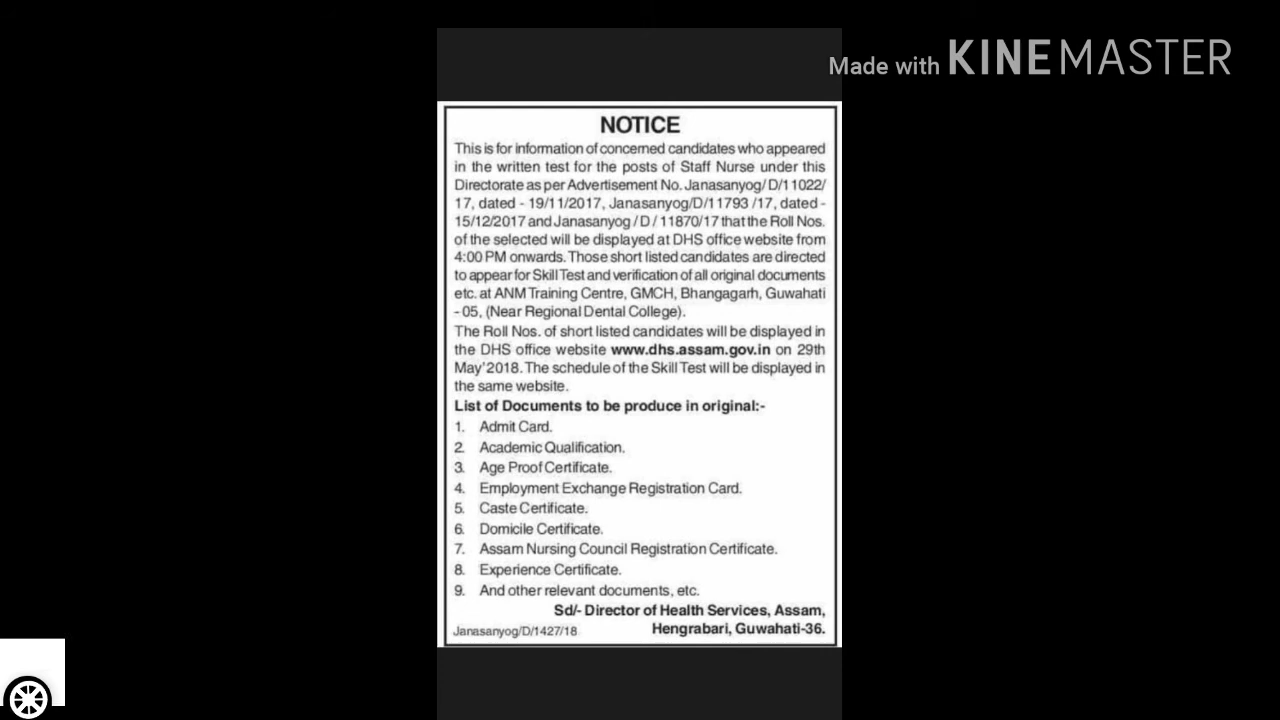 Made with KINEMASTER
NOTICE
This is for information of concerned candidates who appeared
in the written test for the posts of Staff Nurse under this
Directorate as per Advertisement No. Janasanyog/ D/11022/
17, dated - 19/11/2017, Janasanyog/D/11793 /17, dated -
15/12/2017 and Janasanyog / D / 11870/17 that the Roll Nos.
of the selected will be displayed at DHS office website from
4:00 PM onwards. Those short listed candidates are directed
to appear for Skill Test and verification of all original documents
etc. at ANM Training Centre, GMCH, Bhangagarh, Guwahati
- 05, (Near Regional Dental College).
The Roll Nos. of short listed candidates will be displayed in
the DHS office website www.dhs.assam.gov.in on 29th
May'2018. The schedule of the Skill Test will be displayed in
the same website.
List of Documents to be produce in original:-
1. Admit Card.
2. Academic Qualification.
3. Age Proof Certificate.
4. Employment Exchange Registration Card.
5. Caste Certificate.
6. Domicile Certificate.
7. Assam Nursing Council Registration Certificate.
8. Experience Certificate.
9. And other relevant documents, etc.
Sd/- Director of Health Services, Assam,
Janasanyog/D/1427/18 Hengrabari, Guwahati-36.